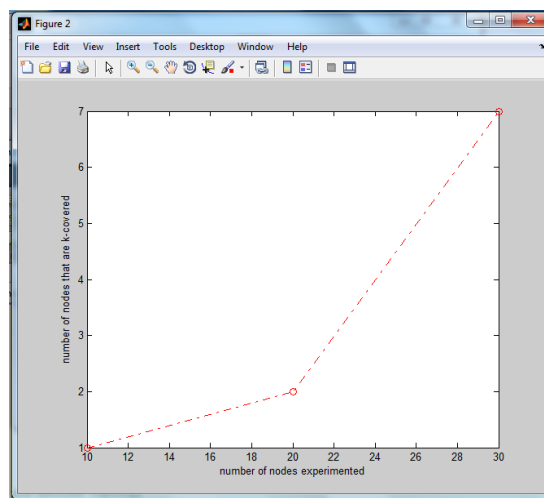 Figure 2
File Edit View Insert Tools Desktop Window Help
7
6
5
4
3
2
1
number of nodes that are k-covered
10 12 14 16 18 20 22 24 26 28 30
number of nodes experimented